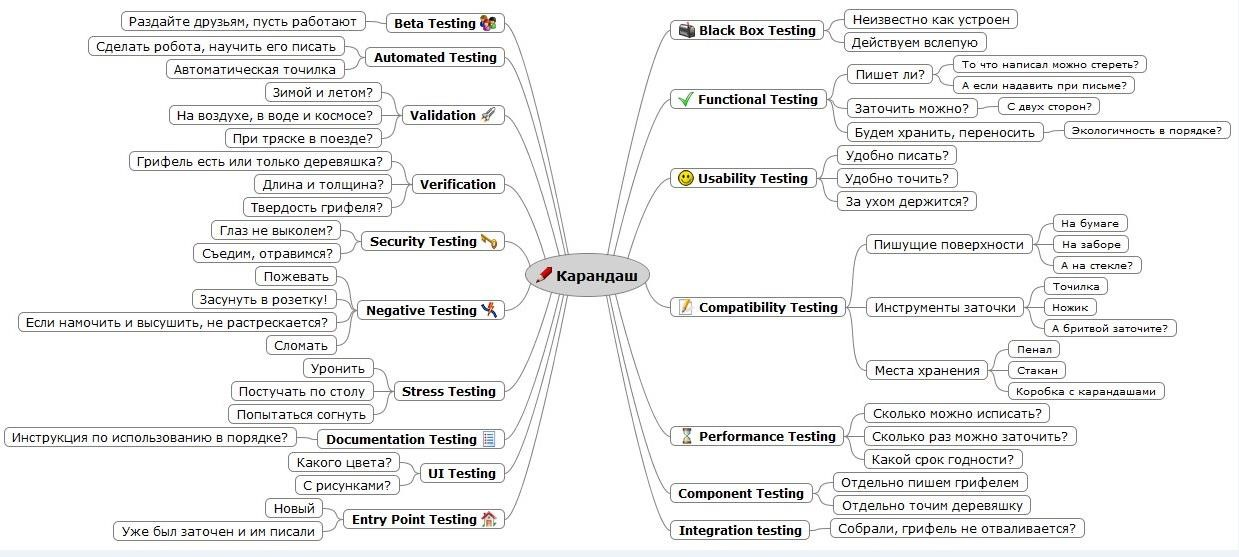 Карандаш
Beta Testing
Раздайте друзьям, пусть работают
Automated Testing
Сделать робота, научить его писать
Автоматическая точилка
Validation
Зимой и летом?
На воздухе, в воде и космосе?
При тряске в поезде?
Verification
Грифель есть или только деревяшка?
Длина и толщина?
Твердость грифеля?
Security Testing
Глаз не выколем?
Съедим, отравимся?
Negative Testing
Пожевать
Засунуть в розетку!
Если намочить и высушить, не растрескается?
Сломать
Stress Testing
Уронить
Постучать по столу
Попытаться согнуть
Documentation Testing
Инструкция по использованию в порядке?
UI Testing
Какого цвета?
С рисунками?
Entry Point Testing
Новый
Уже был заточен и им писали
Black Box Testing
Неизвестно как устроен
Действуем вслепую
Functional Testing
Пишет ли?
То что написал можно стереть?
А если надавить при письме?
Заточить можно?
С двух сторон?
Будем хранить, переносить
Экологичность в порядке?
Usability Testing
Удобно писать?
Удобно точить?
За ухом держится?
Compatibility Testing
Пишущие поверхности
На бумаге
На заборе
А на стекле?
Инструменты заточки
Точилка
Ножик
А бритвой заточите?
Места хранения
Пенал
Стакан
Коробка с карандашами
Performance Testing
Сколько можно исписать?
Сколько раз можно заточить?
Какой срок годности?
Component Testing
Отдельно пишем грифелем
Отдельно точим деревяшку
Integration testing
Собрали, грифель не отваливается?